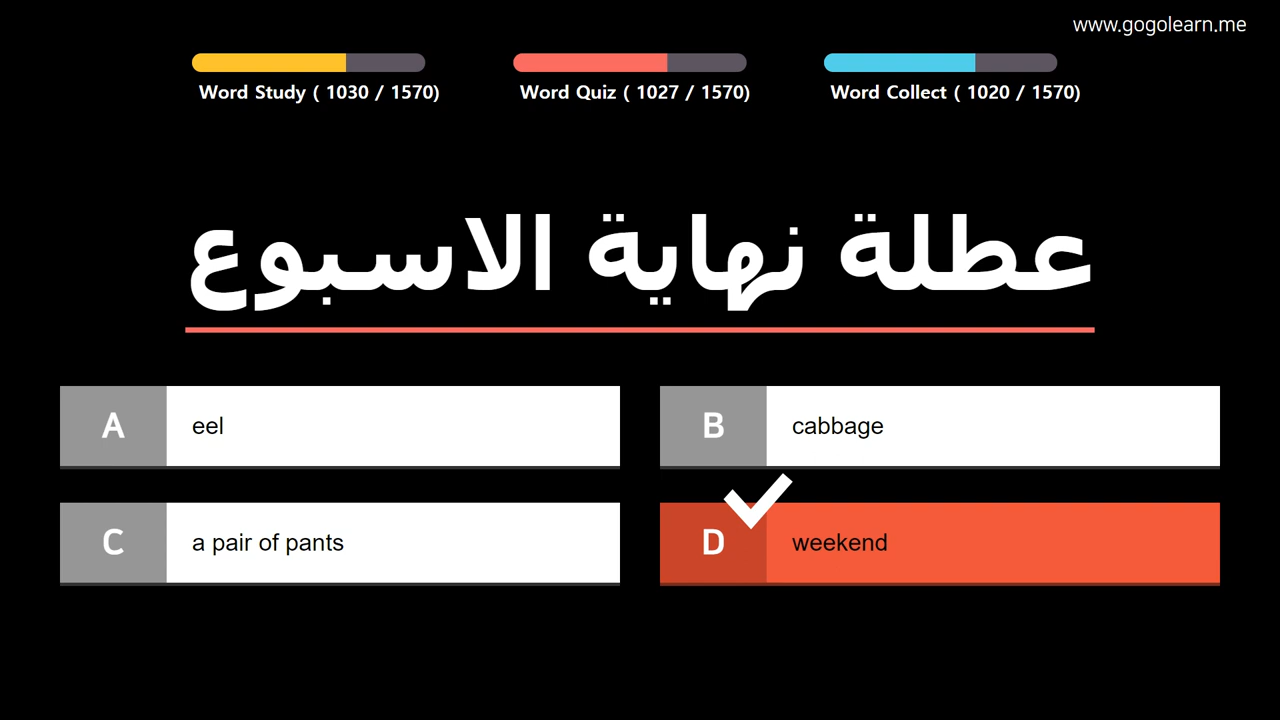 www.gogolearn.me
Word Study ( 1030 / 1570)
Word Quiz ( 1027 / 1570)
Word Collect ( 1020 / 1570)
عطلة نهاية الاسبوع
A eel
B cabbage
C a pair of pants
D weekend